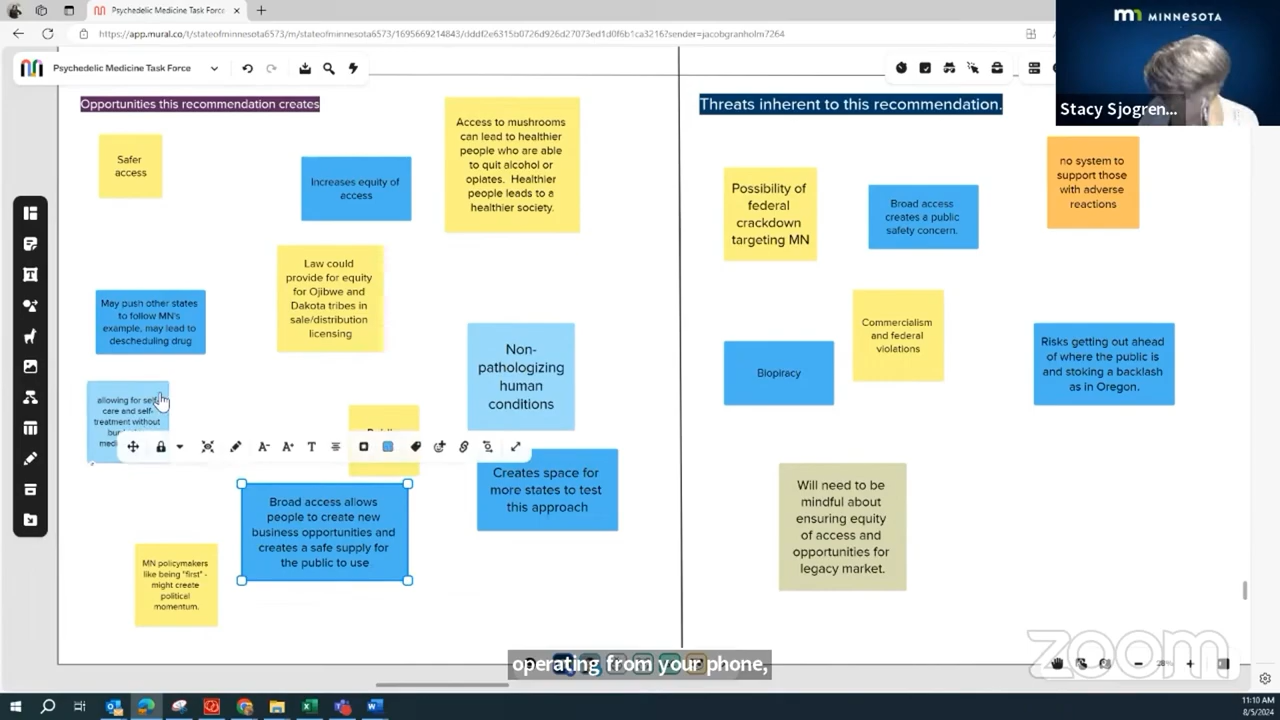 Psychedelic Medicine Task Force
https://app.mural.co/t/stateofminnesota6573/m/stateofminnesota6573/1695669214843/dddf2e6315b0726d926d27073ed1d0f6b1ca3216?sender=jacobgranholm7264
Psychedelic Medicine Task Force
MINNESOTA
Stacy Sjogren...
Opportunities this recommendation creates
Safer
access
Increases equity of
access
Access to mushrooms
can lead to healthier
people who are able
to quit alcohol or
opiates. Healthier
people leads to a
healthier society.
Law could
provide for equity
for Ojibwe and
Dakota tribes in
sale/distribution
licensing
May push other states
to follow MN's
example, may lead to
descheduling drug
Non-
pathologizing
human
conditions
allowing for self
care and self-
treatment without
Creates space for
more states to test
this approach
Broad access allows
people to create new
business opportunities and
creates a safe supply for
the public to use
MN policymakers
like being "first" -
might create
political
momentum.
Threats inherent to this recommendation.
Possibility of
federal
crackdown
targeting MN
Broad access
creates a public
safety concern.
no system to
support those
with adverse
reactions
Commercialism
and federal
violations
Biopiracy
Risks getting out ahead
of where the public is
and stoking a backlash
as in Oregon.
Will need to be
mindful about
ensuring equity
of access and
opportunities for
legacy market.
operating from your phone,
zoom
28%
11:10 AM
8/5/2024